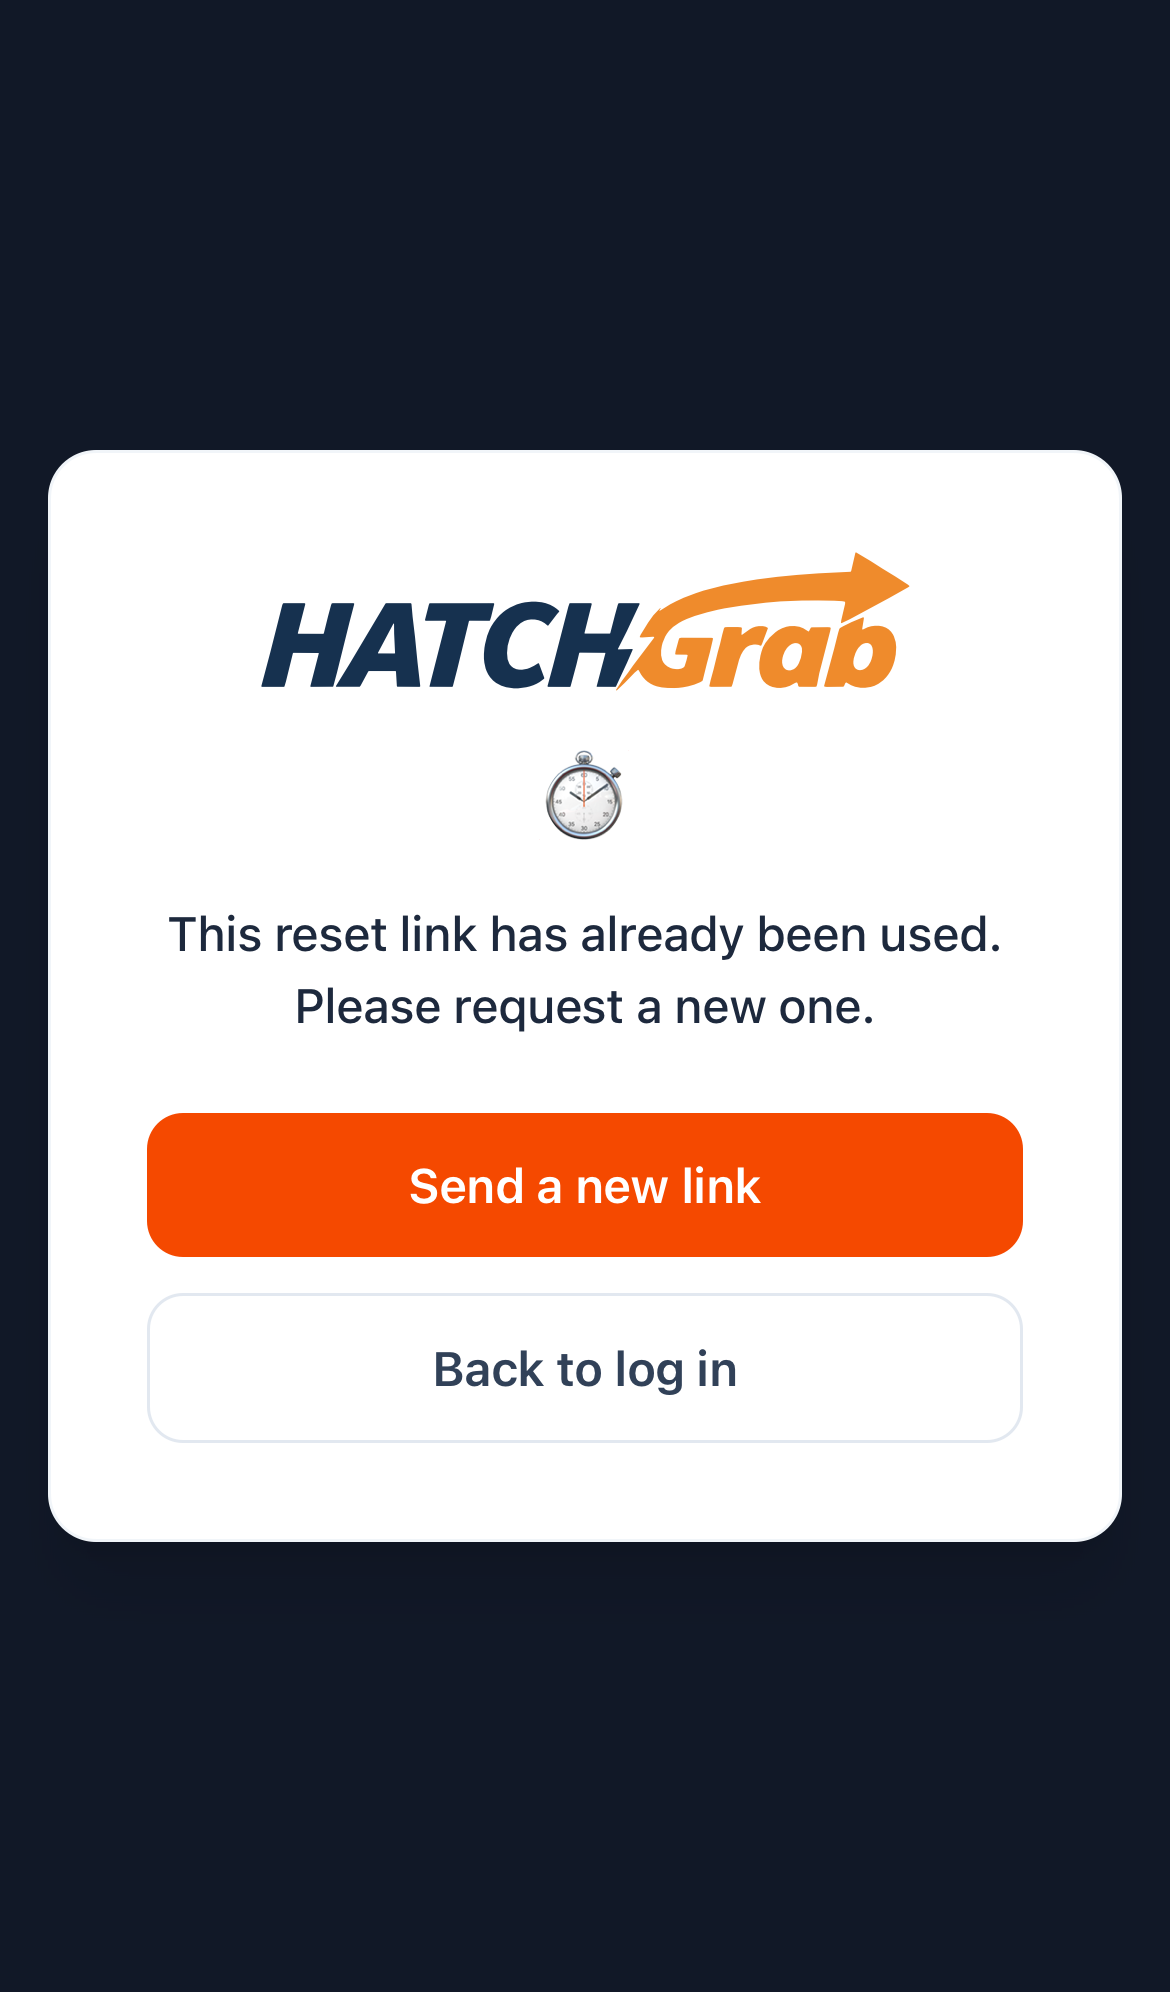 HATCHGrab
This reset link has already been used.
Please request a new one.
Send a new link
Back to log in